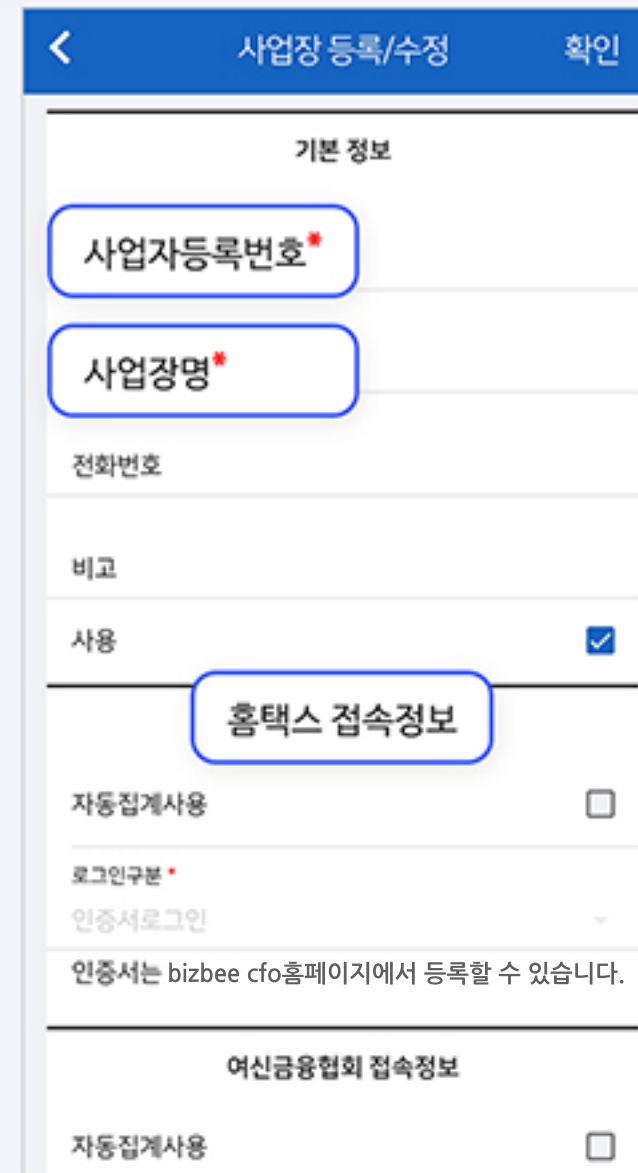 사업장 등록/수정 확인
기본 정보
사업자등록번호*
사업장명*
전화번호
비고
사용
홈택스 접속정보
자동집계사용
로그인구분 *
인증서로그인
인증서는 bizbee cfo홈페이지에서 등록할 수 있습니다.
여신금융협회 접속정보
자동집계사용